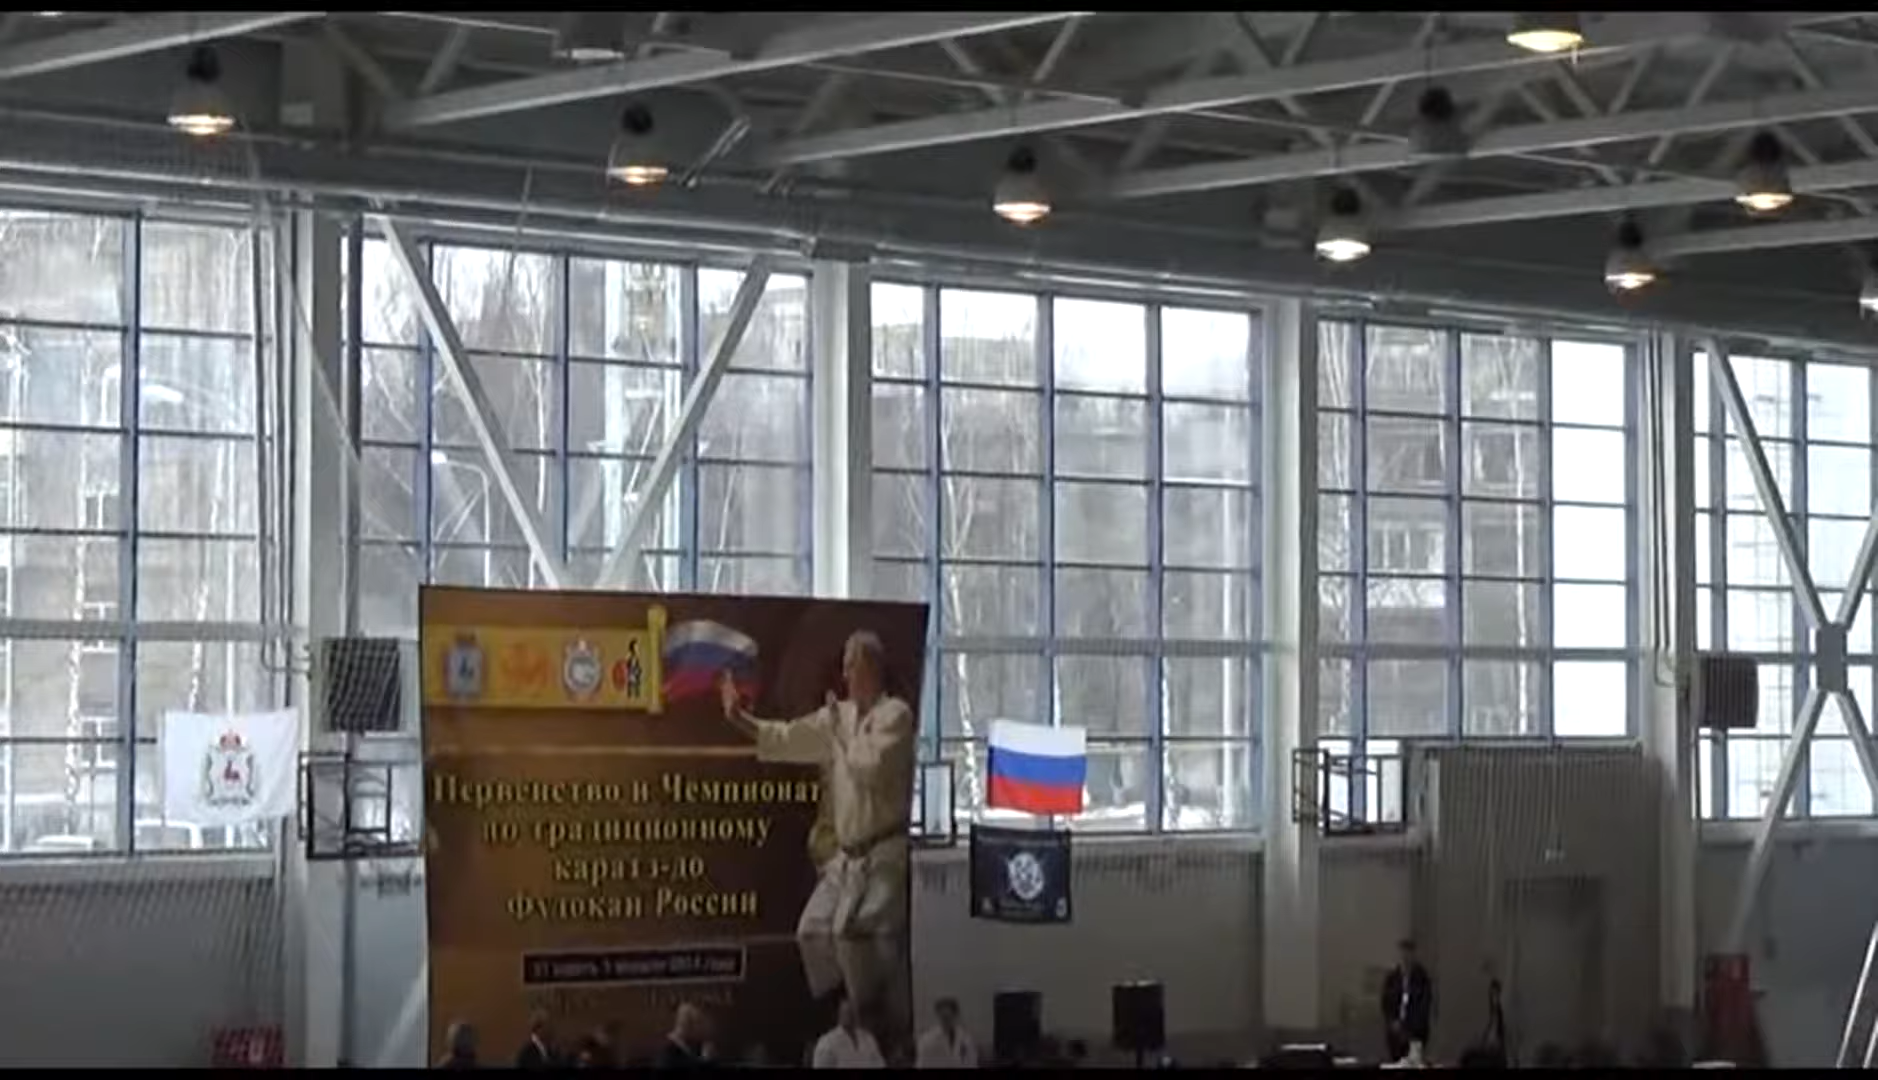 Первенство и Чемпионат
по традиционному
каратэ-до
Фудокан России